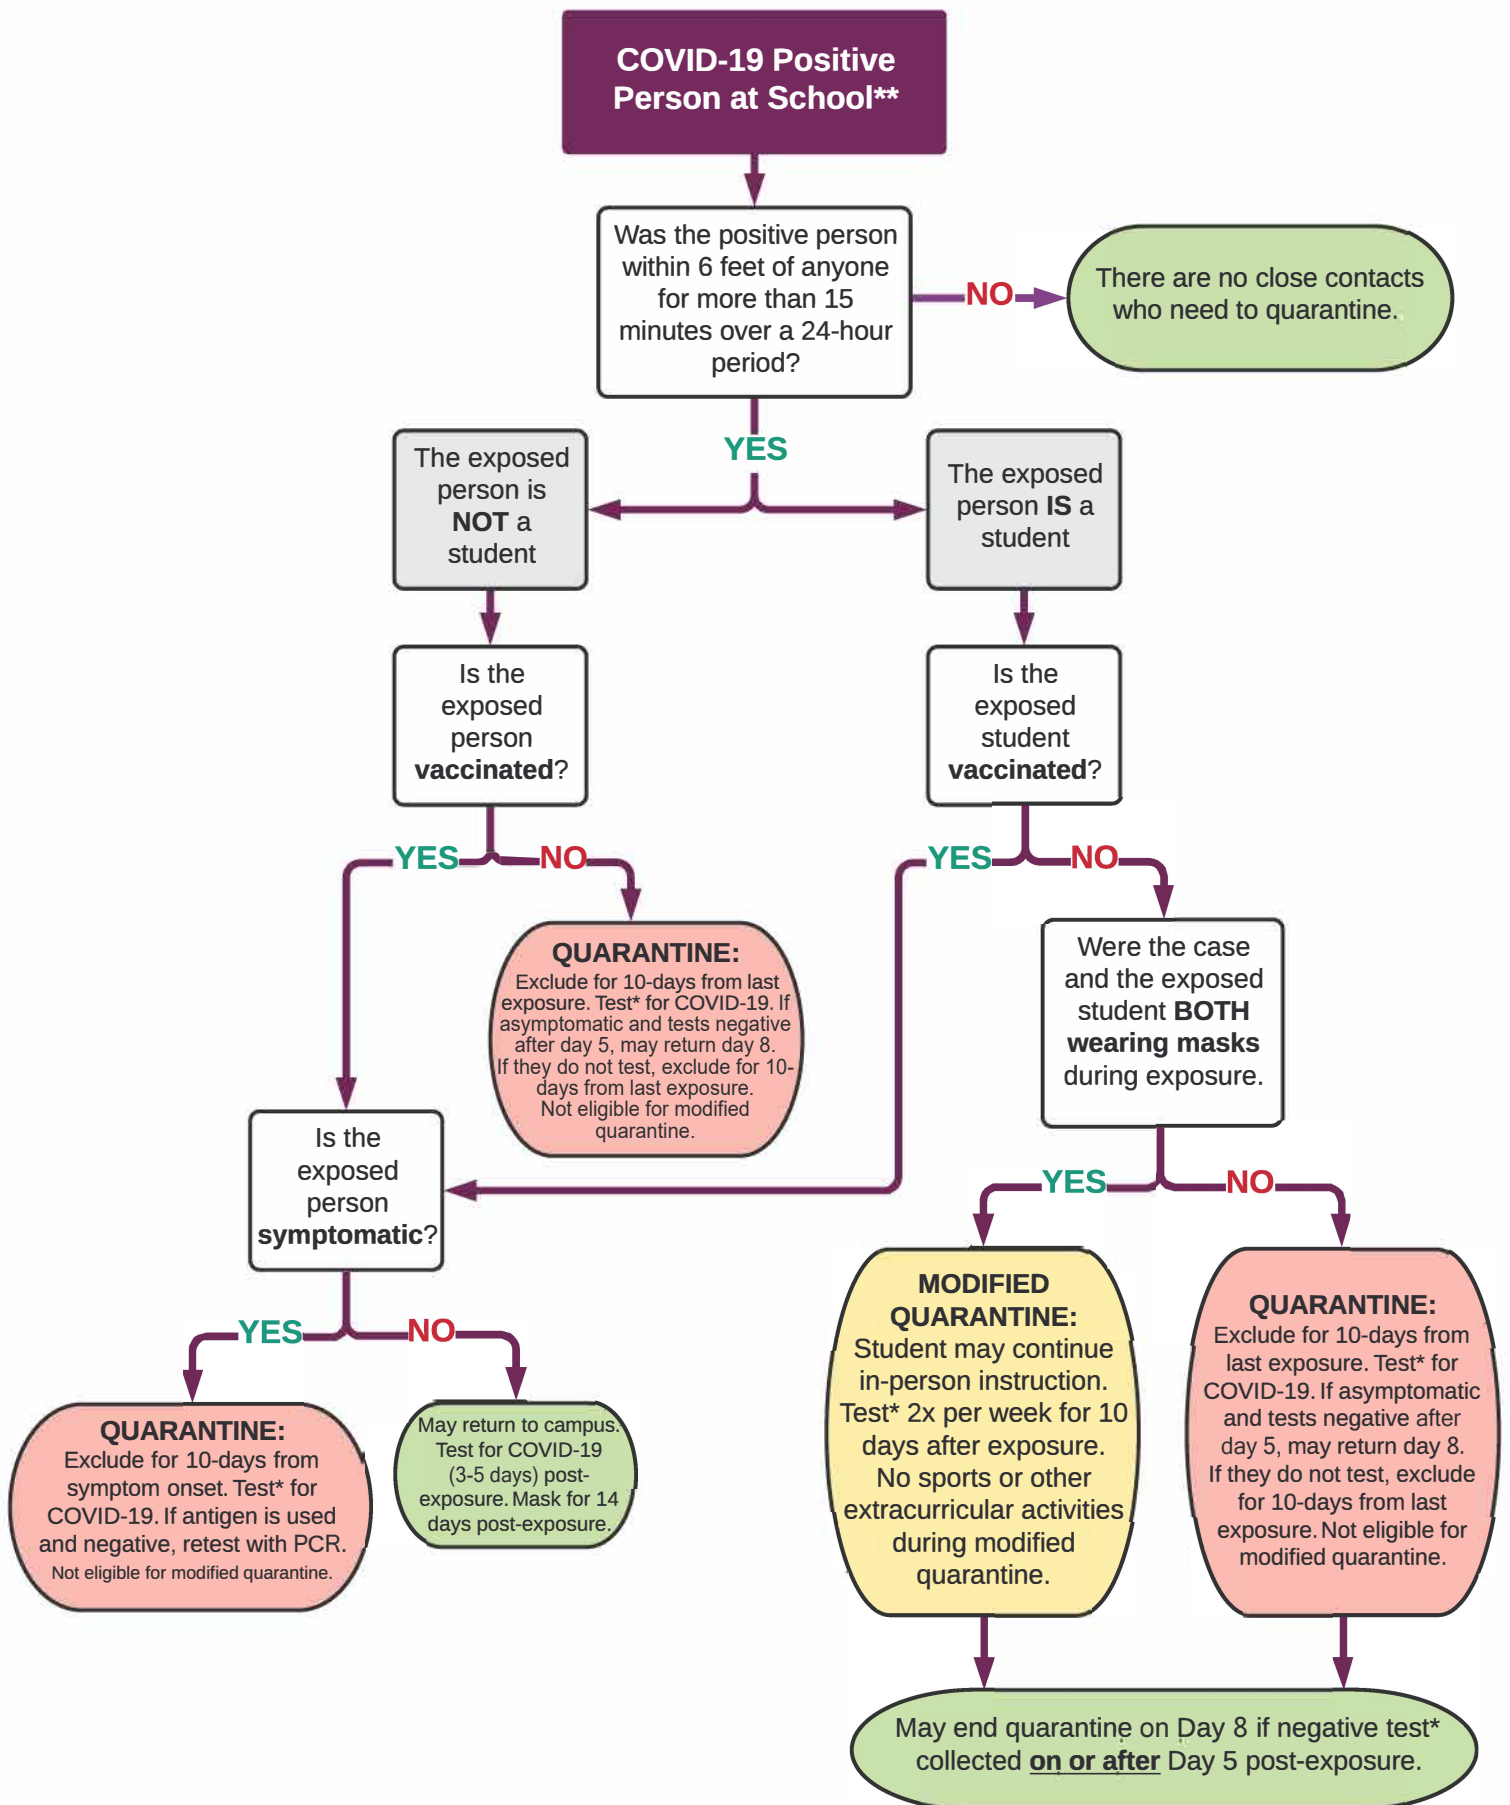 COVID-19 Positive
Person at School**
Was the positive person
within 6 feet of anyone
for more than 15
minutes over a 24-hour
period?
NO
There are no close contacts
who need to quarantine.
YES
The exposed
person is
NOT a
student
The exposed
person IS a
student
Is the
exposed
person
vaccinated?
Is the
exposed
student
vaccinated?
YES
NO
YES
NO
QUARANTINE:
Exclude for 10-days from last
exposure. Test* for COVID-19. If
asymptomatic and tests negative
after day 5, may return day 8.
If they do not test, exclude for 10-
days from last exposure.
Not eligible for modified
quarantine.
Were the case
and the exposed
student BOTH
wearing masks
during exposure.
Is the
exposed
person
symptomatic?
YES
NO
YES
NO
QUARANTINE:
Exclude for 10-days from
symptom onset. Test* for
COVID-19. If antigen is used
and negative, retest with PCR.
Not eligible for modified quarantine.
May return to campus.
Test for COVID-19
(3-5 days) post-
exposure. Mask for 14
days post-exposure.
MODIFIED
QUARANTINE:
Student may continue
in-person instruction.
Test* 2x per week for 10
days after exposure.
No sports or other
extracurricular activities
during modified
quarantine.
QUARANTINE:
Exclude for 10-days from
last exposure. Test* for
COVID-19. If asymptomatic
and tests negative after
day 5, may return day 8.
If they do not test, exclude
for 10-days from last
exposure. Not eligible for
modified quarantine.
May end quarantine on Day 8 if negative test*
collected on or after Day 5 post-exposure.